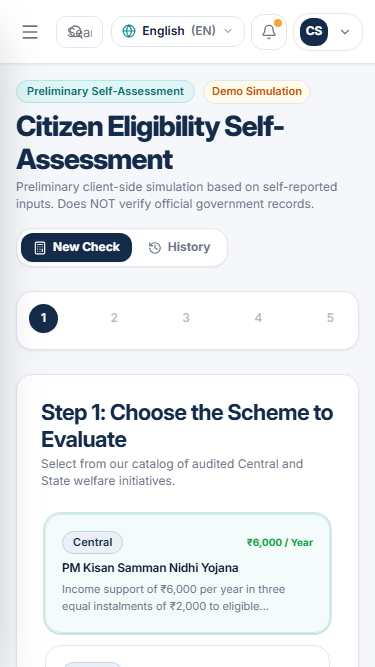 English (EN)
CS
Preliminary Self-Assessment
Demo Simulation
Citizen Eligibility Self-
Assessment
Preliminary client-side simulation based on self-reported
inputs. Does NOT verify official government records.
New Check
History
1 2 3 4 5
Step 1: Choose the Scheme to
Evaluate
Select from our catalog of audited Central and
State welfare initiatives.
Central
₹6,000 / Year
PM Kisan Samman Nidhi Yojana
Income support of ₹6,000 per year in three
equal instalments of ₹2,000 to eligible...